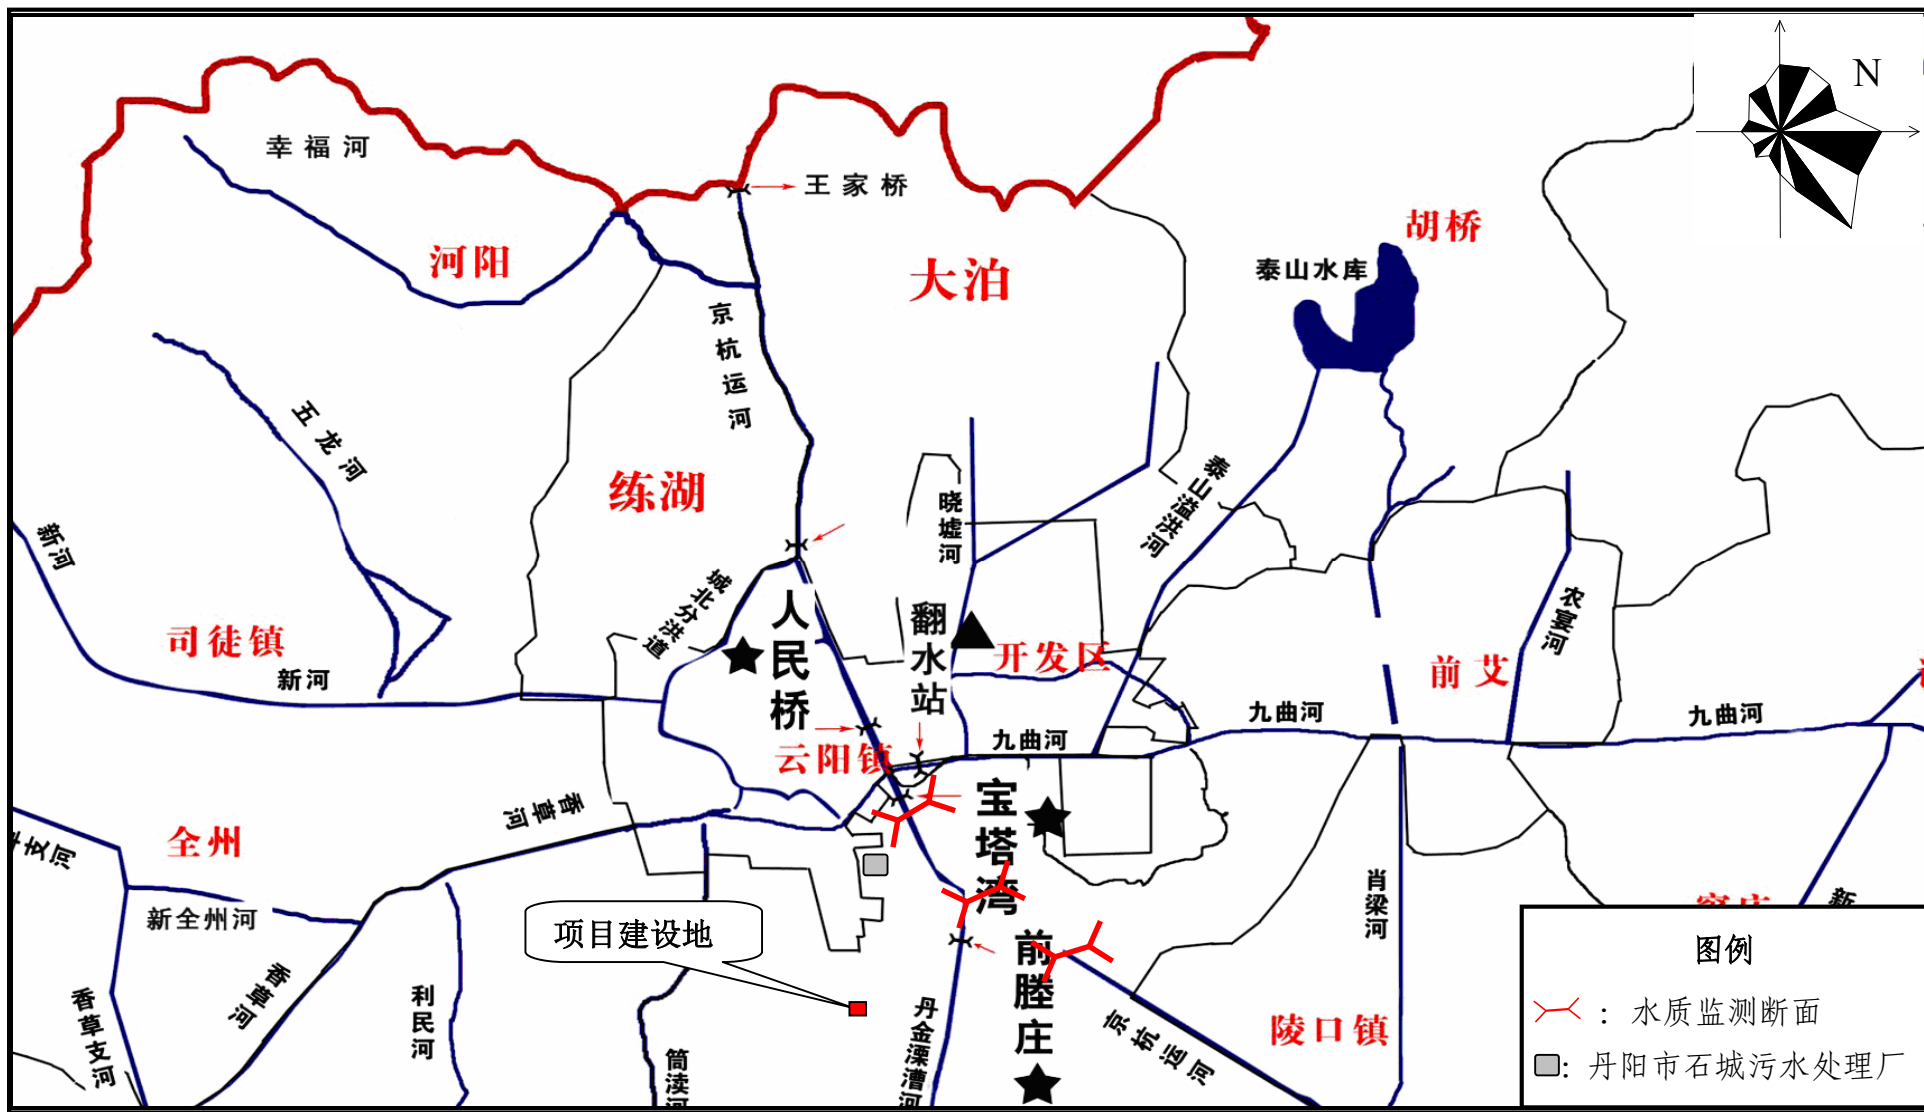 N
幸福河
王家桥
胡桥
河阳
大泊
泰山水库
京杭运河
五龙河
练湖
泰山溢洪河
晓墟河
新河
城北分洪道
人民桥
翻水站
农宴河
司徒镇
新河
开发区
前艾
九曲河
九曲河
九曲河
云阳镇
宝塔湾
香草河
全州
支河
肖梁河
新全州河
项目建设地
前塍庄
新
图例
香草河
香草支河
利民河
丹金溧漕河
京杭运河
陵口镇
筒渎河
：水质监测断面
：丹阳市石城污水处理厂